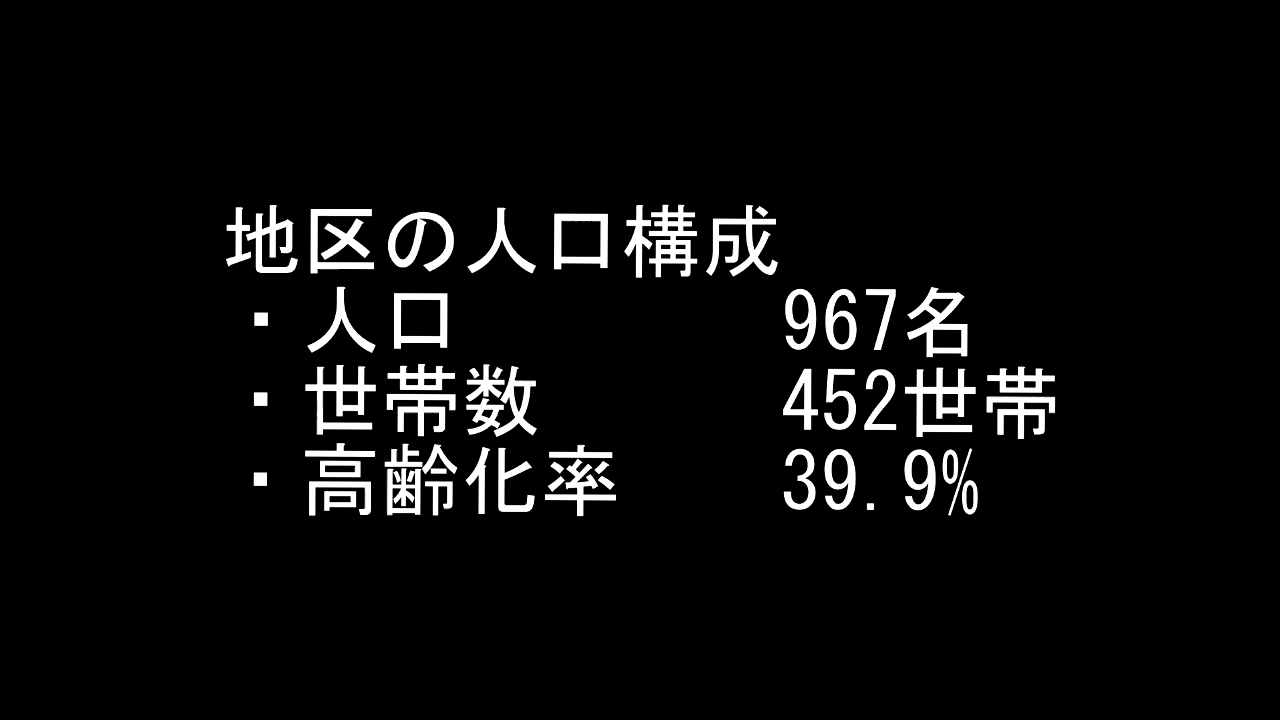 地区の人口構成
・人口 967名
・世帯数 452世帯
・高齢化率 39.9%